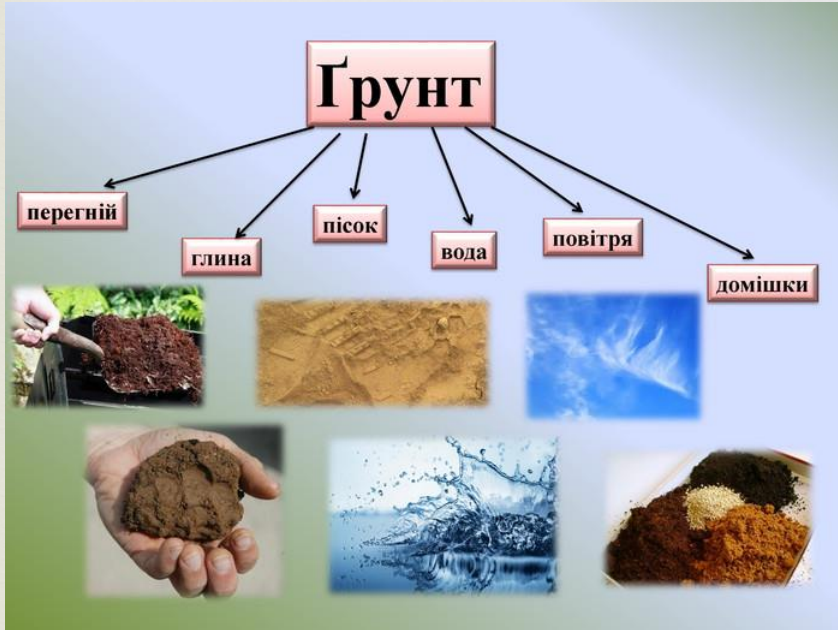 Ґрунт
перегній
глина
пісок
вода
повітря
домішки